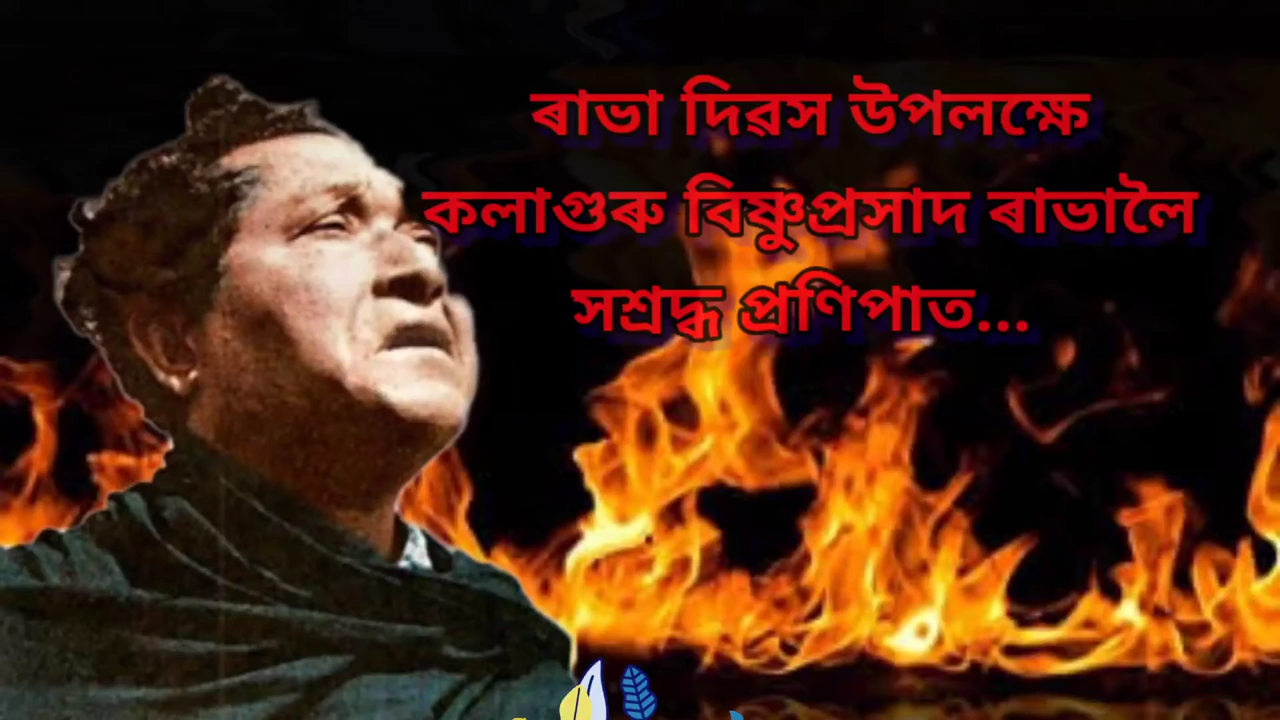 ৰাভা দিৱস উপলক্ষে
কলাগুৰু বিষ্ণুপ্ৰসাদ ৰাভালৈ
সশ্ৰদ্ধ প্ৰণিপাত...